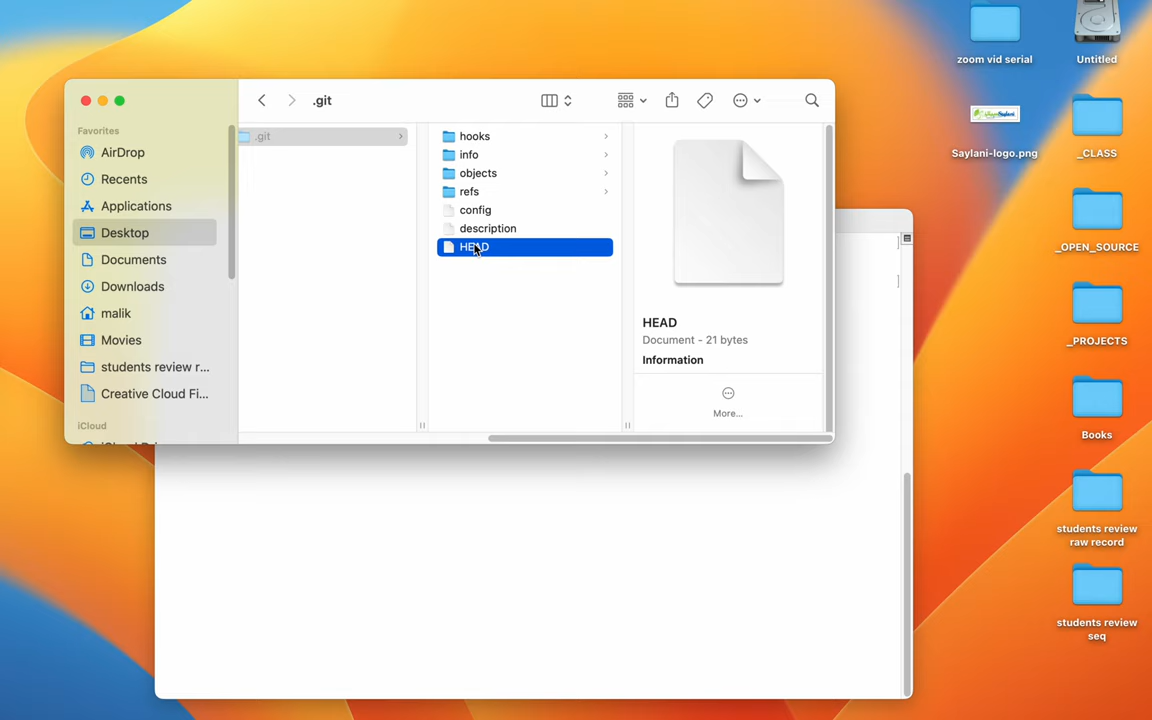 .git
Favorites
AirDrop
Recents
Applications
Desktop
Documents
Downloads
malik
Movies
students review r...
Creative Cloud Fi...
iCloud
.git
hooks
info
objects
refs
config
description
HEAD
HEAD
Document - 21 bytes
Information
More...
zoom vid serial
Untitled
Saylani-logo.png
_CLASS
_OPEN_SOURCE
_PROJECTS
Books
students review
raw record
students review
seq